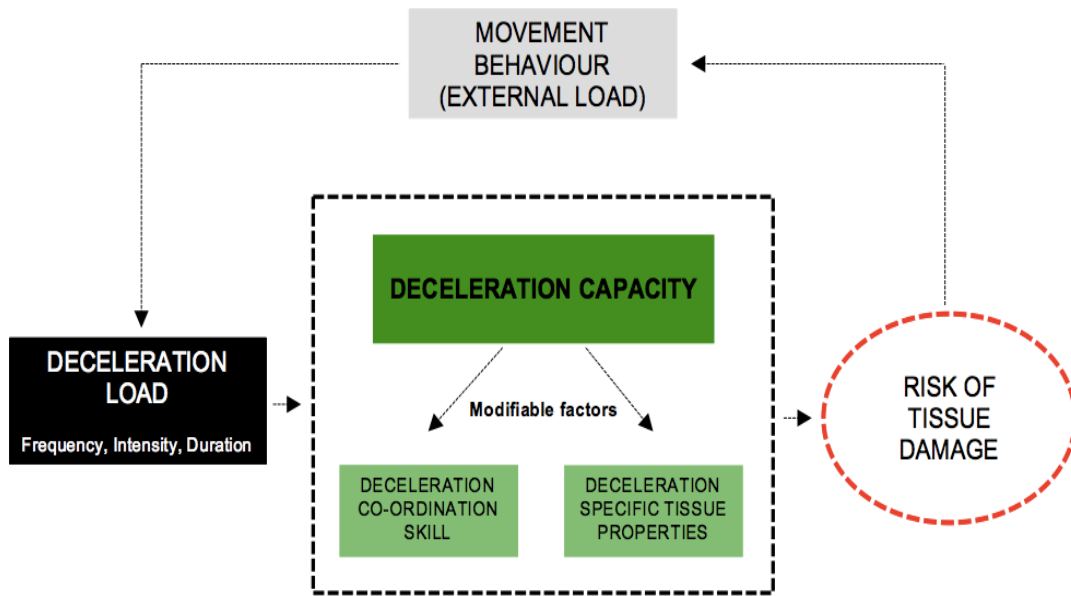 MOVEMENT
BEHAVIOUR
(EXTERNAL LOAD)
DECELERATION CAPACITY
DECELERATION
LOAD
Frequency, Intensity, Duration
Modifiable factors
DECELERATION
CO-ORDINATION
SKILL
DECELERATION
SPECIFIC TISSUE
PROPERTIES
RISK OF
TISSUE
DAMAGE